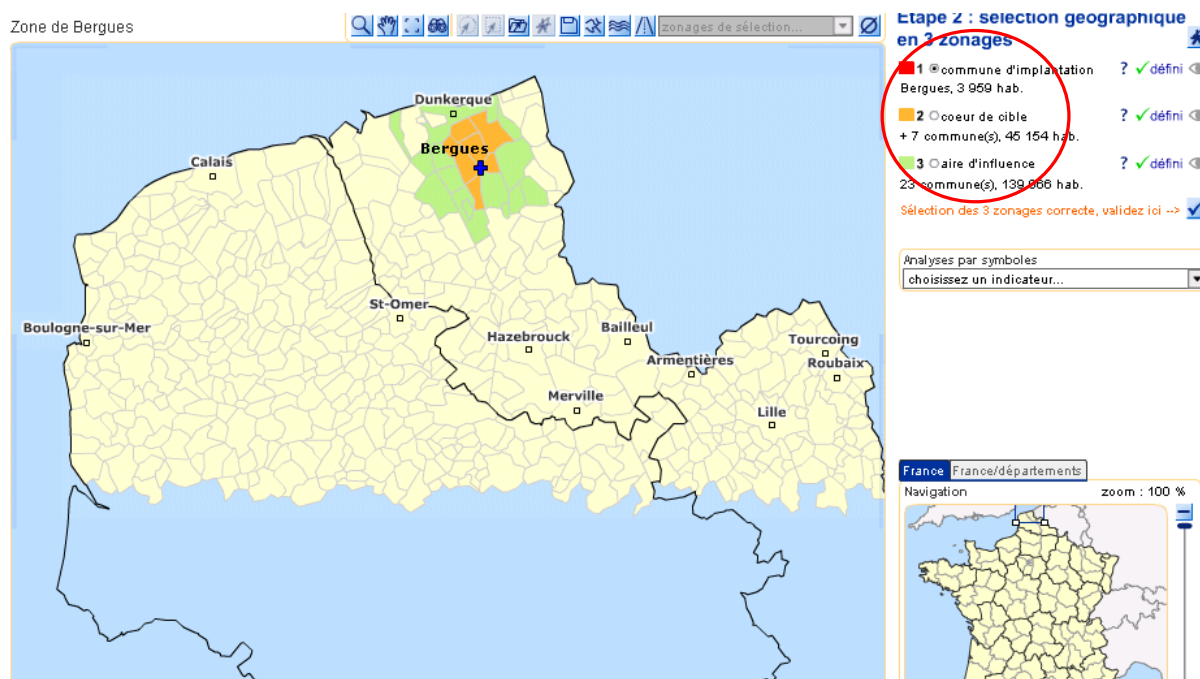 Zone de Bergues
zonages de sélection...
Etape 2 : sélection géographique
en 3 zonages
1 commune d'implantation ? défini
Bergues, 3 959 hab.
2 coeur de cible ? défini
+ 7 commune(s), 45 154 hab.
3 aire d'influence ? défini
23 commune(s), hab.
Sélection des 3 zonages correcte, validez ici -->
Analyses par symboles
choisissez un indicateur...
Dunkerque
Bergues
Calais
St-Omer
Boulogne-sur-Mer
Hazebrouck
Bailleul
Armentières
Tourcoing
Roubaix
Merville
Lille
France France/départements
Navigation zoom : 100 %